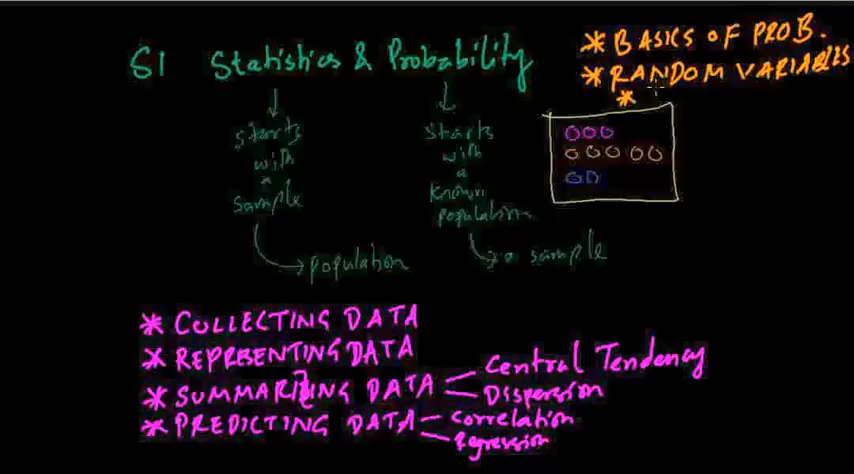 S1 Statistics & Probability
* BASICS OF PROB.
* RANDOM VARIABLES
*
starts
with
a
sample
population
starts
with
a
known
population
a sample
* COLLECTING DATA
* REPRESENTING DATA
* SUMMARIZING DATA
Central Tendency
Dispersion
* PREDICTING DATA
Correlation
Regression